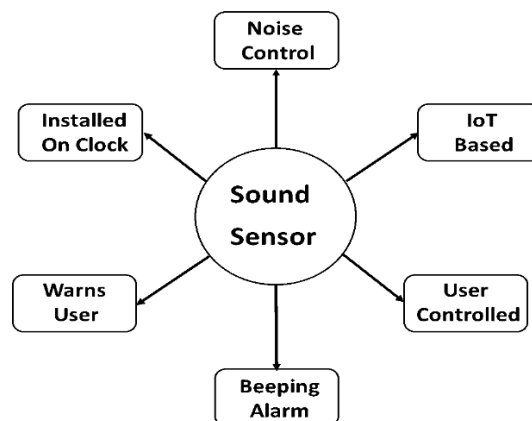 Noise
Control
Installed
On Clock
IoT
Based
Sound
Sensor
Warns
User
User
Controlled
Beeping
Alarm